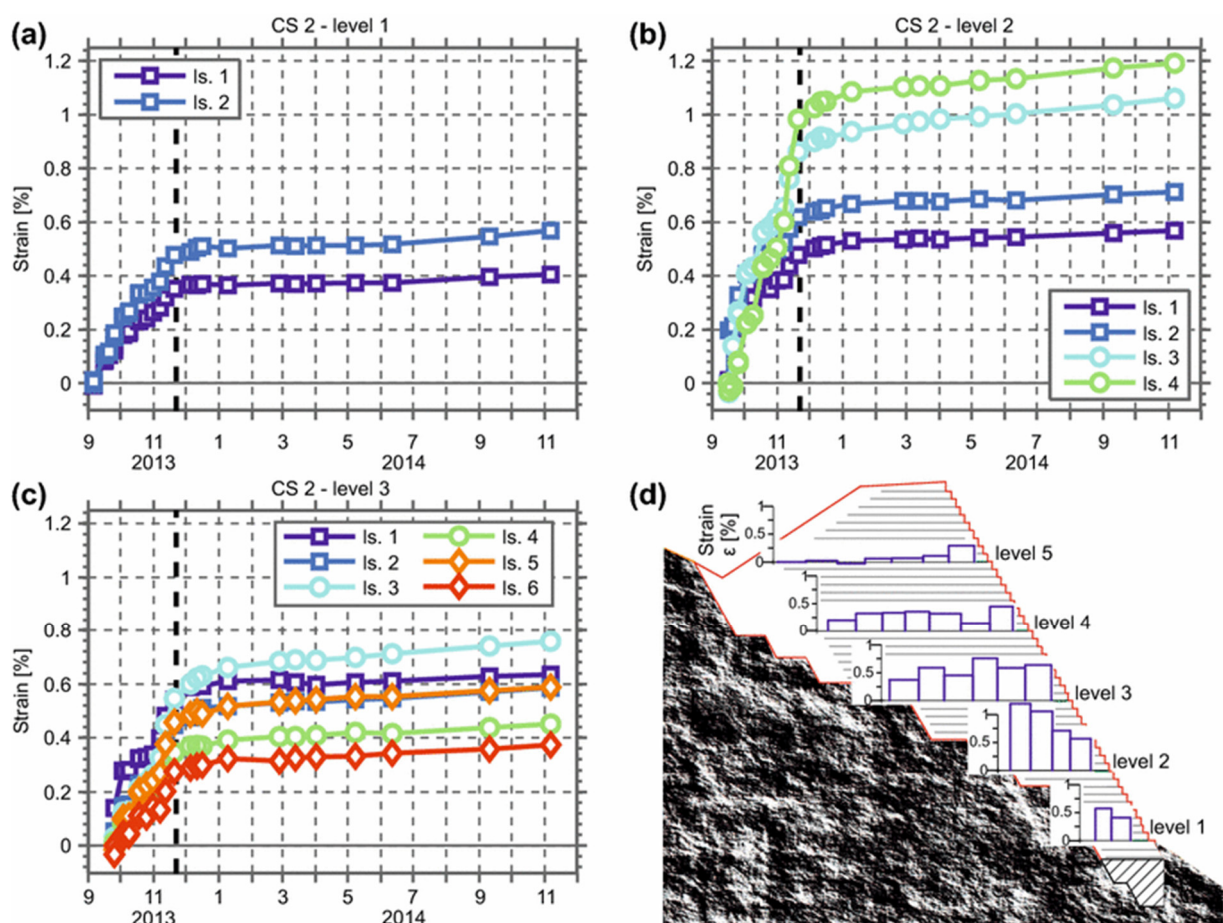 (a)
CS 2 - level 1
Strain [%]
1.2
1
0.8
0.6
0.4
0.2
0
ls. 1
ls. 2
9 11 1 3 5 7 9 11
2013 2014
(b)
CS 2 - level 2
Strain [%]
1.2
1
0.8
0.6
0.4
0.2
0
ls. 1
ls. 2
ls. 3
ls. 4
9 11 1 3 5 7 9 11
2013 2014
(c)
CS 2 - level 3
Strain [%]
1.2
1
0.8
0.6
0.4
0.2
0
ls. 1 ls. 4
ls. 2 ls. 5
ls. 3 ls. 6
9 11 1 3 5 7 9 11
2013 2014
(d)
Strain
ε [%]
1
0.5
level 5
1
0.5
level 4
1
0.5
level 3
1
0.5
level 2
1
0.5
level 1